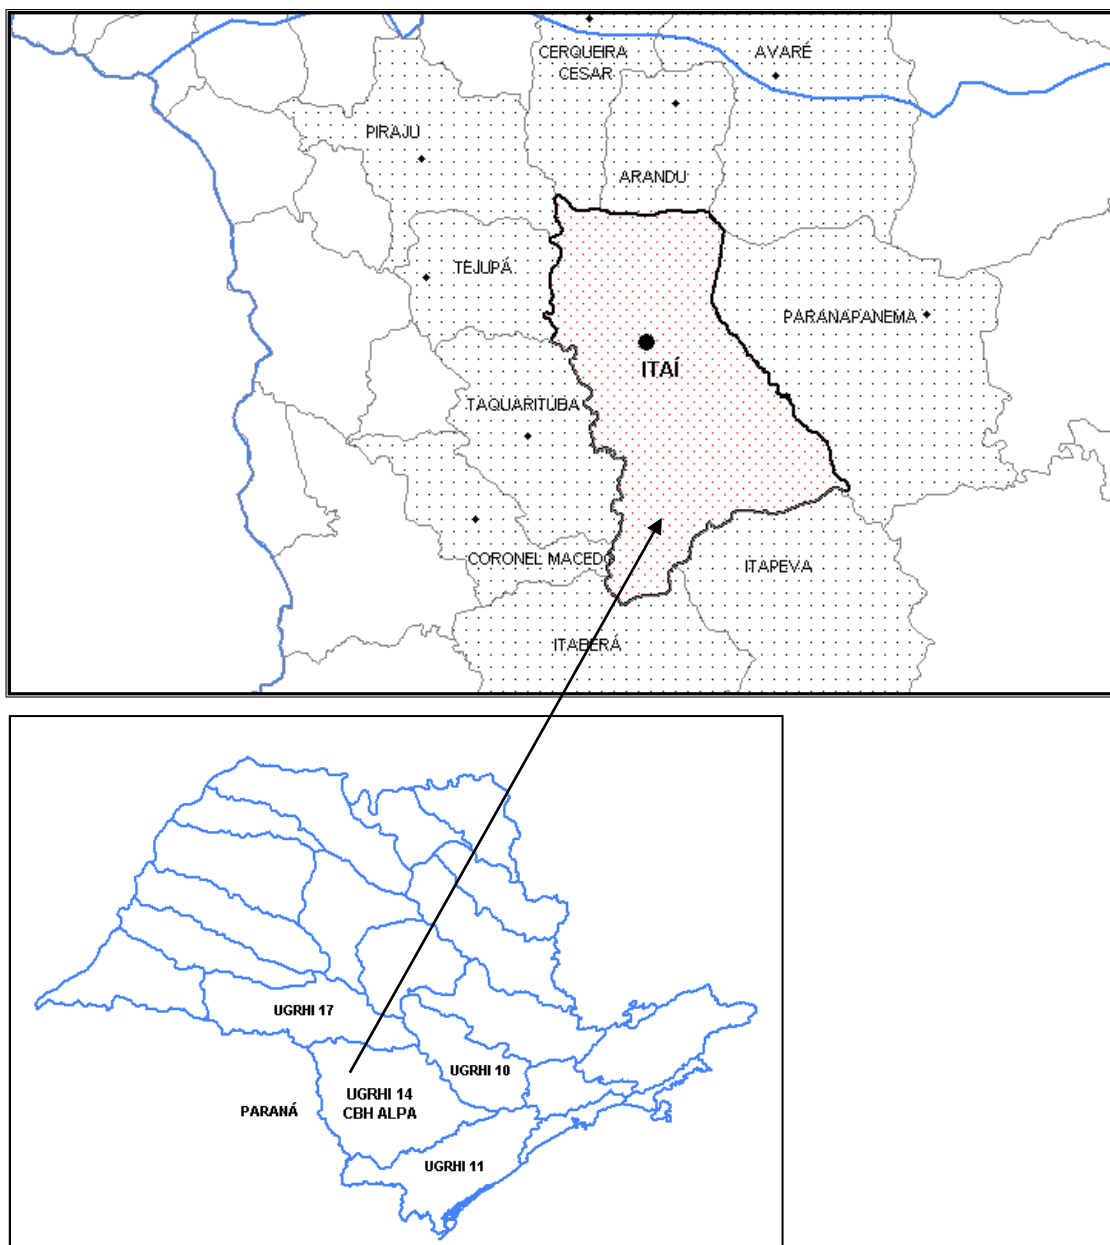 CERQUEIRA
CESAR
AVARÉ
PIRAJU
ARANDU
TEJUPÁ
PARANAPANEMA
ITAÍ
TAQUARITUBA
CORONEL MACEDO
ITAPEVA
ITABERÁ
UGRHI 17
UGRHI 10
UGRHI 14
CBH ALPA
PARANÁ
UGRHI 11